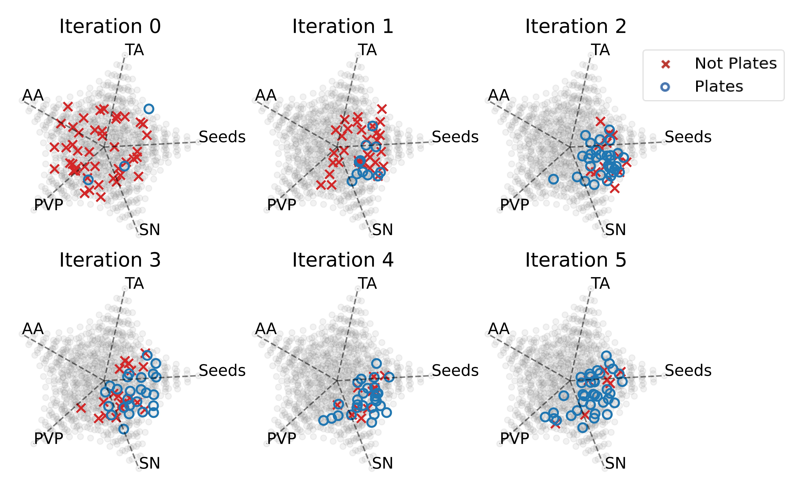 Iteration 0
Iteration 1
Iteration 2
TA
TA
TA
Not Plates
Plates
AA
AA
AA
Seeds
Seeds
Seeds
PVP
PVP
PVP
SN
SN
SN
Iteration 3
Iteration 4
Iteration 5
TA
TA
TA
AA
AA
AA
Seeds
Seeds
Seeds
PVP
PVP
PVP
SN
SN
SN